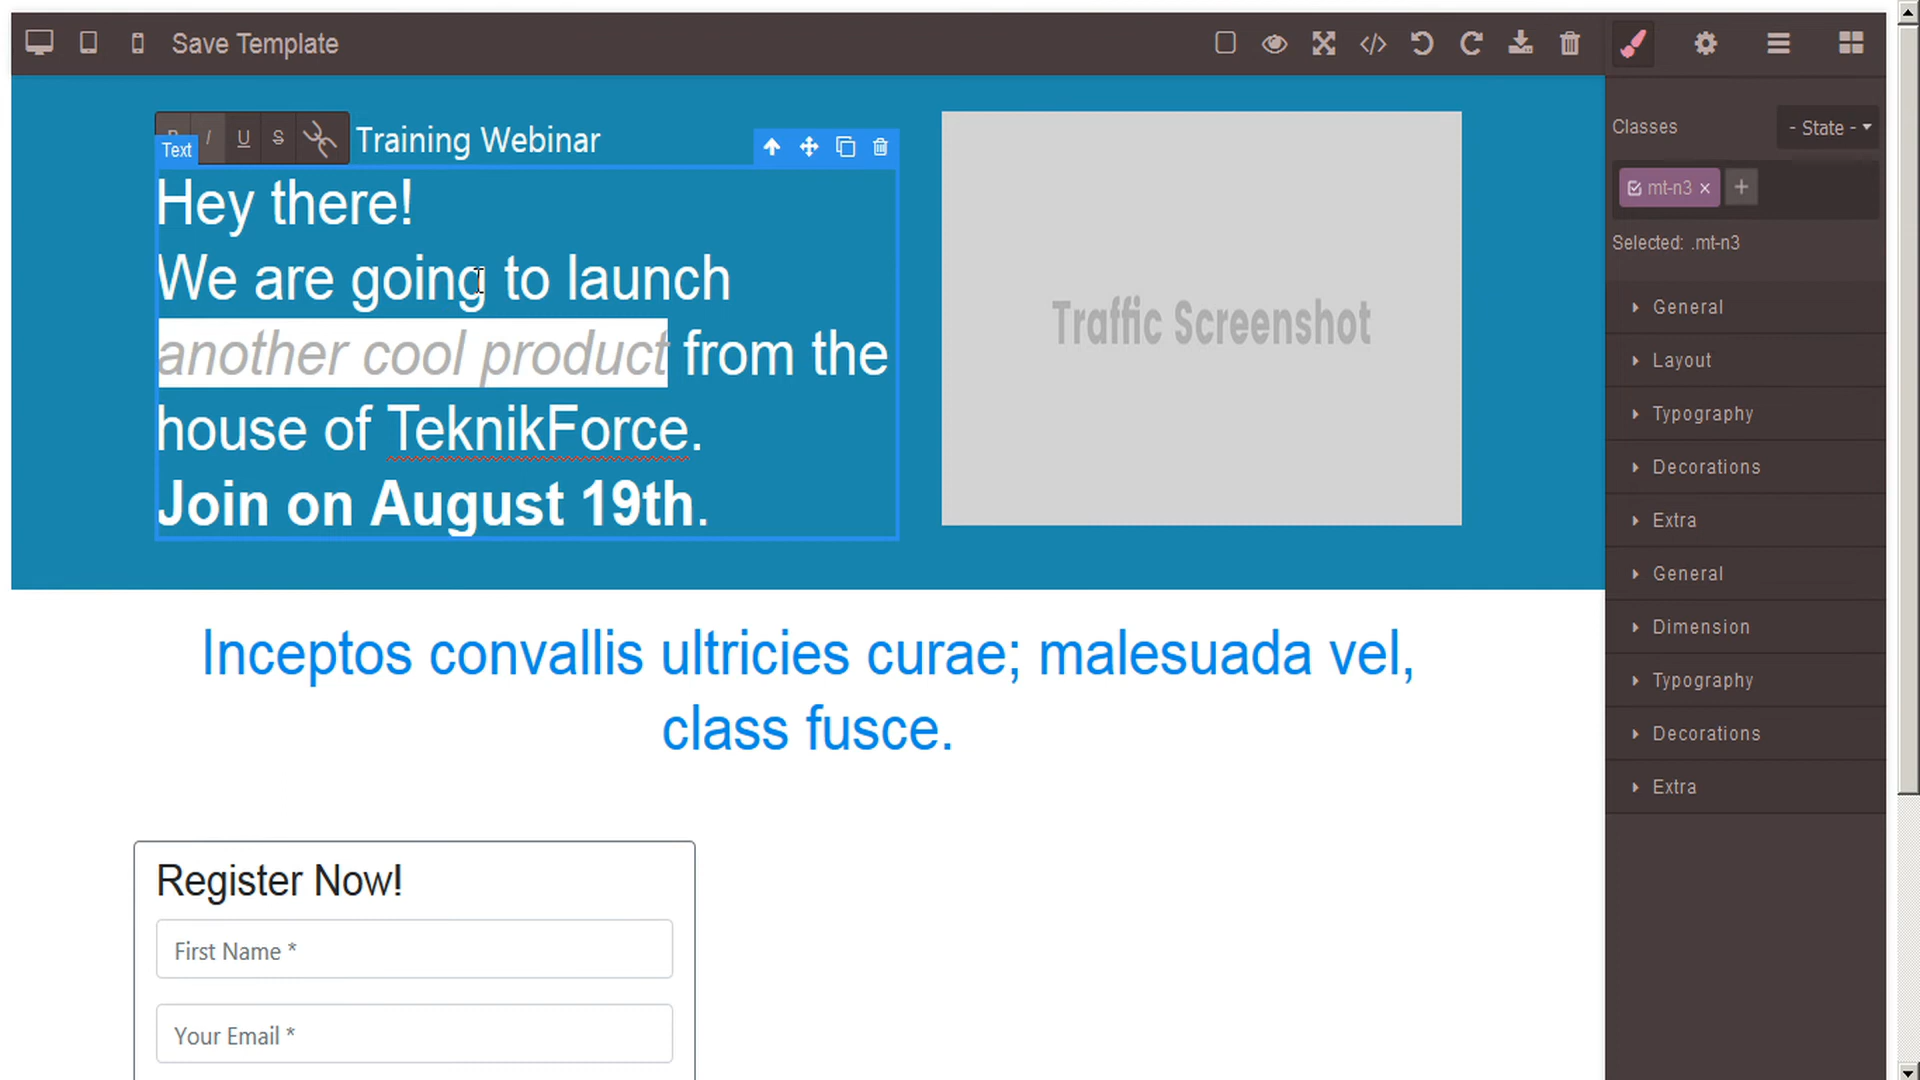 Save Template
I U S Training Webinar
Text
Hey there!
We are going to launch
another cool product from the
house of TeknikForce.
Join on August 19th.
Traffic Screenshot
Inceptos convallis ultricies curae; malesuada vel,
class fusce.
Register Now!
First Name *
Your Email *
Classes
- State -
mt-n3 × +
Selected: .mt-n3
General
Layout
Typography
Decorations
Extra
General
Dimension
Typography
Decorations
Extra